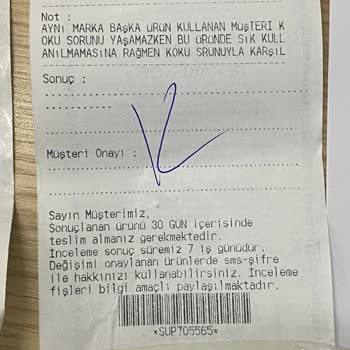 Not :
AYNI MARKA BAŞKA ÜRÜN KULLANAN MÜŞTERİ K
OKU SORUNU YAŞAMAZKEN BU ÜRÜNDE SIK KULL
ANILMAMASINA RAĞMEN KOKU SRUNUYLA KARŞIL
Sonuç :
Müşteri Onayı :
Sayın Müşterimiz,
Sonuçlanan ürünü 30 GÜN içerisinde
teslim almanız gerekmektedir.
İnceleme sonuç süremiz 7 iş günüdür.
Değişimi onaylanan ürünlerde sms-şifre
ile hakkınızı kullanabilirsiniz. İnceleme
fişleri bilgi amaçlı paylaşılmaktadır.
*SUP705565*